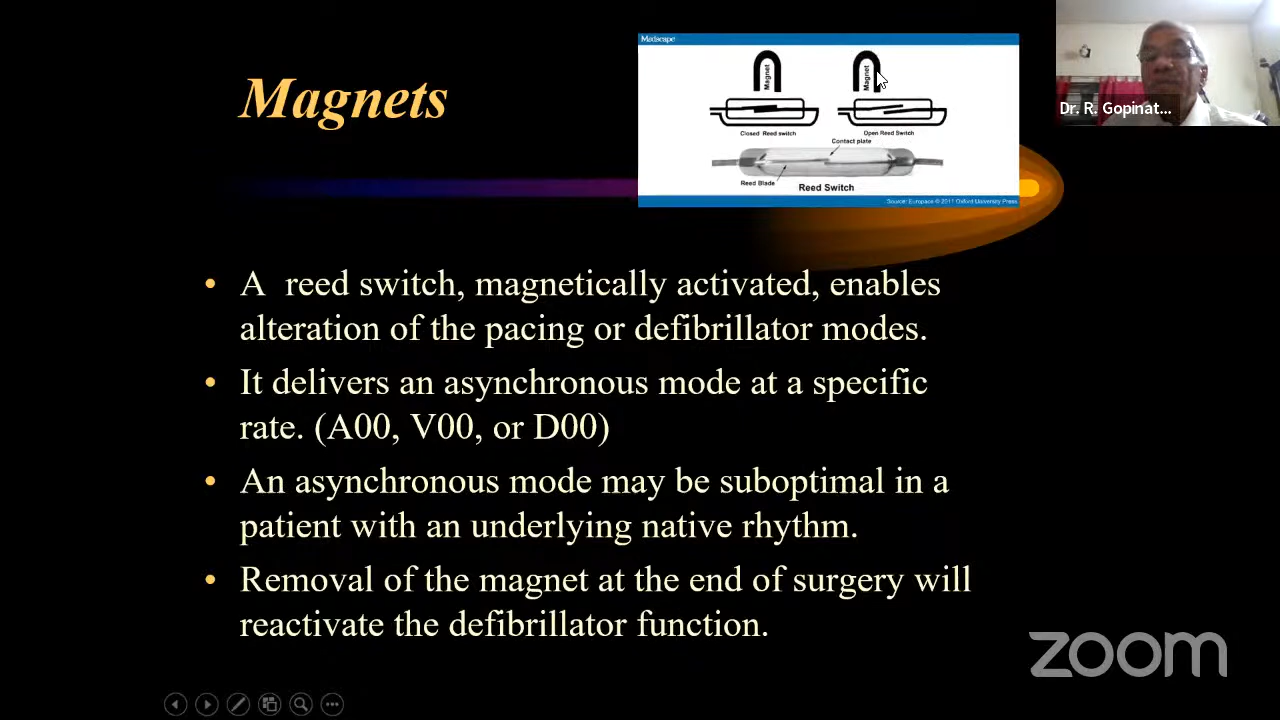 Magnets
Medscape
Magnet
Magnet
Closed Reed switch
Open Reed Switch
Contact plate
Reed Blade
Reed Switch
Source: Europace © 2011 Oxford University Press
Dr. R. Gopinat...
• A  reed switch, magnetically activated, enables
alteration of the pacing or defibrillator modes.
• It delivers an asynchronous mode at a specific
rate. (A00, V00, or D00)
• An asynchronous mode may be suboptimal in a
patient with an underlying native rhythm.
• Removal of the magnet at the end of surgery will
reactivate the defibrillator function.
zoom